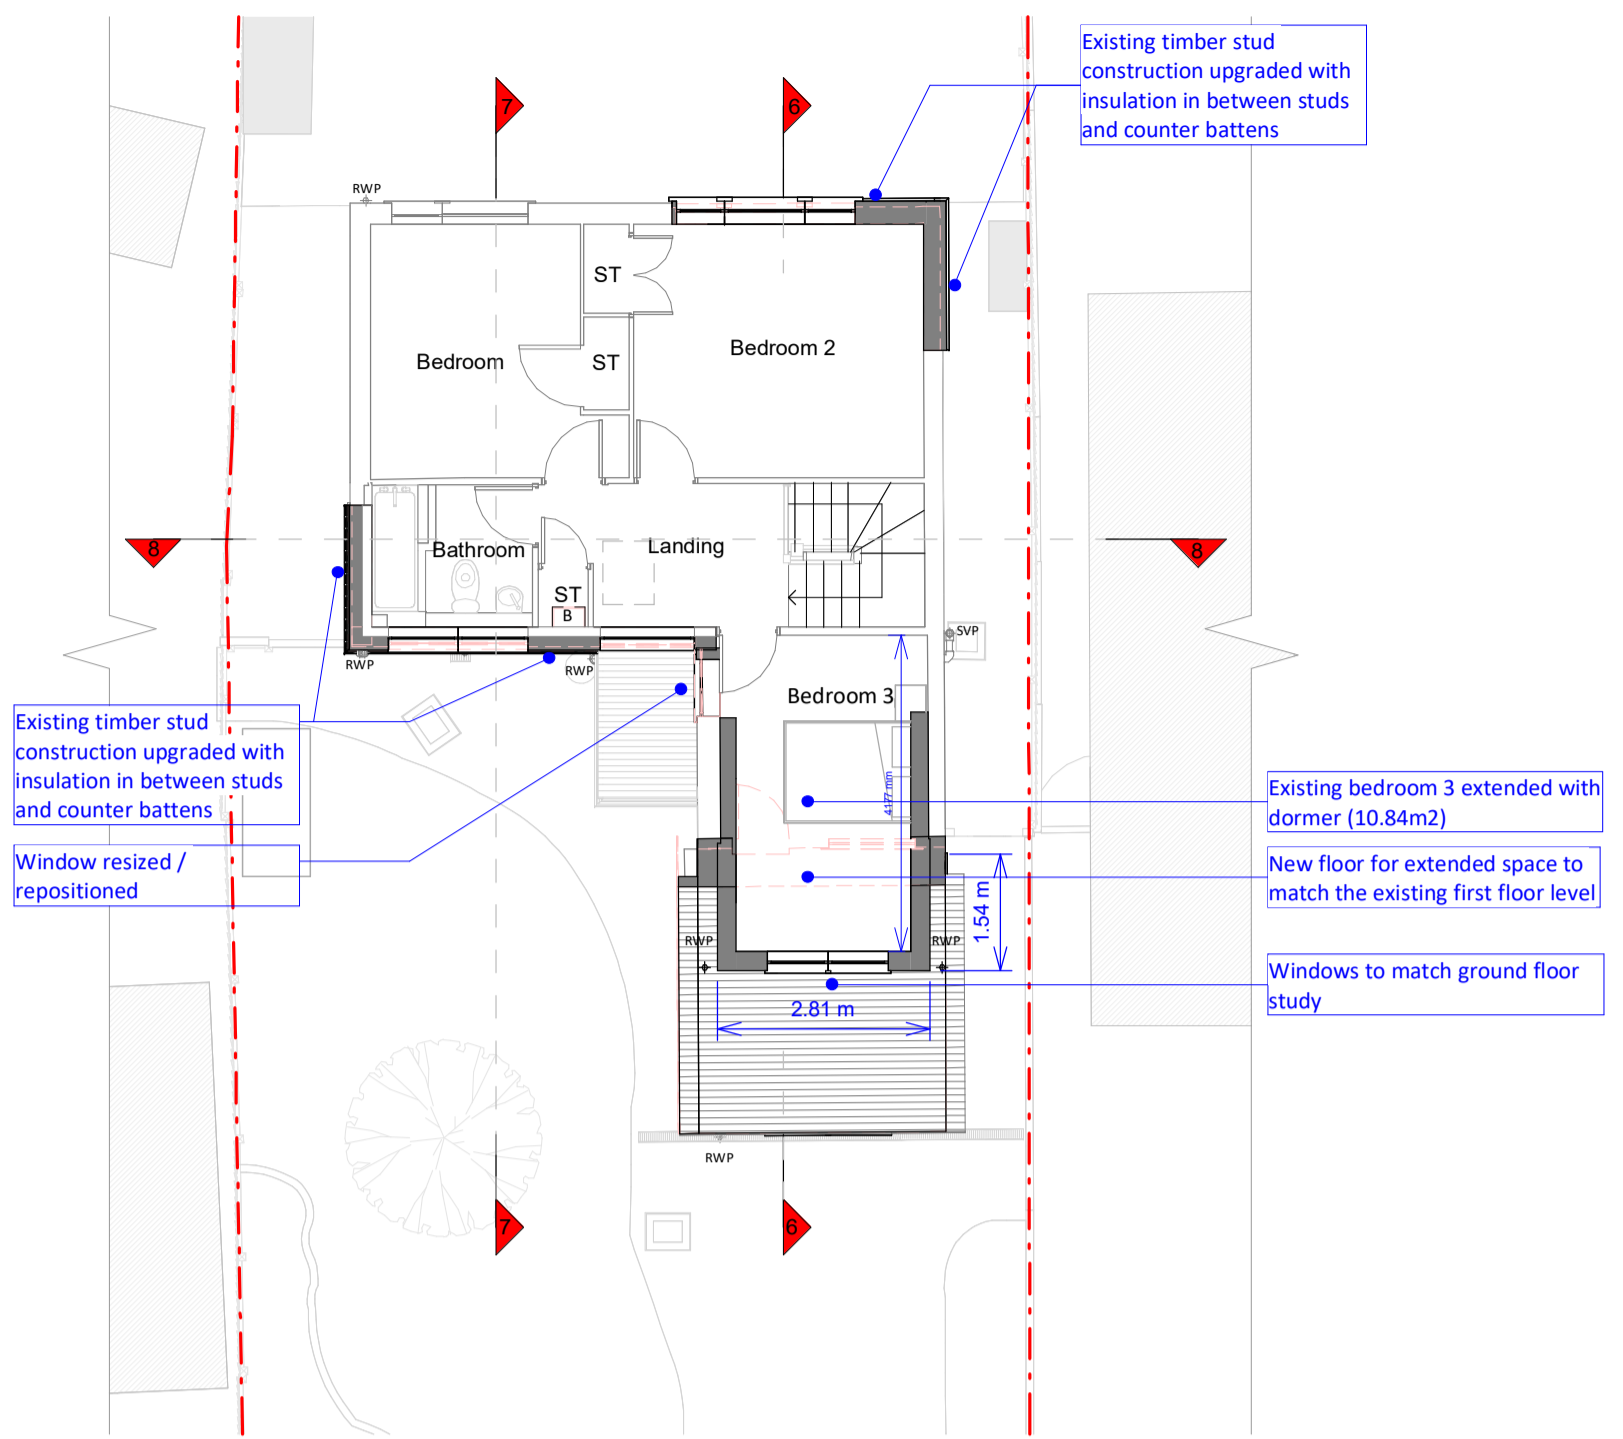 Existing timber stud
construction upgraded with
insulation in between studs
and counter battens
7
6
RWP
ST
Bedroom 2
Bedroom
ST
8
Bathroom
Landing
8
ST
B
SVP
RWP
RWP
Bedroom 3
Existing timber stud
construction upgraded with
insulation in between studs
and counter battens
4177 mm
Existing bedroom 3 extended with
dormer (10.84m2)
Window resized /
repositioned
New floor for extended space to
match the existing first floor level
1.54 m
RWP
RWP
Windows to match ground floor
study
2.81 m
RWP
7
6